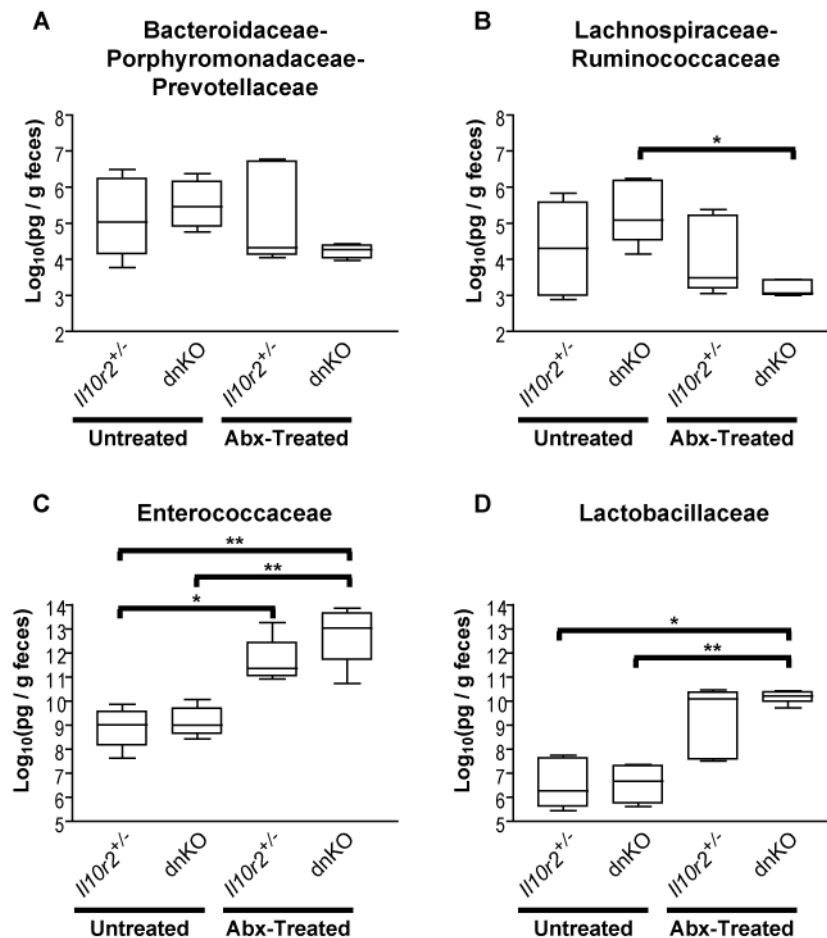 A
Bacteroidaceae-
Porphyromonadaceae-
Prevotellaceae
Log₁₀(pg / g feces)
8
7
6
5
4
3
2
Il10r2⁺/⁻
dnKO
Il10r2⁺/⁻
dnKO
Untreated
Abx-Treated
B
Lachnospiraceae-
Ruminococcaceae
*
Log₁₀(pg / g feces)
8
7
6
5
4
3
2
Il10r2⁺/⁻
dnKO
Il10r2⁺/⁻
dnKO
Untreated
Abx-Treated
C
Enterococcaceae
**
**
*
Log₁₀(pg / g feces)
14
13
12
11
10
9
8
7
6
5
Il10r2⁺/⁻
dnKO
Il10r2⁺/⁻
dnKO
Untreated
Abx-Treated
D
Lactobacillaceae
*
**
Log₁₀(pg / g feces)
14
13
12
11
10
9
8
7
6
5
Il10r2⁺/⁻
dnKO
Il10r2⁺/⁻
dnKO
Untreated
Abx-Treated